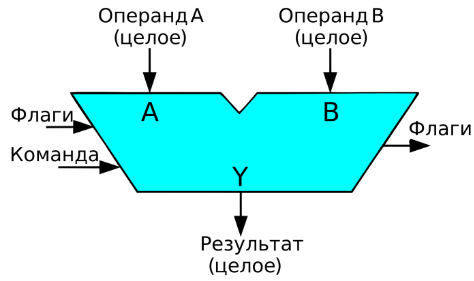 Операнд A
(целое)
Операнд B
(целое)
A
B
Флаги
Команда
Флаги
Y
Результат
(целое)